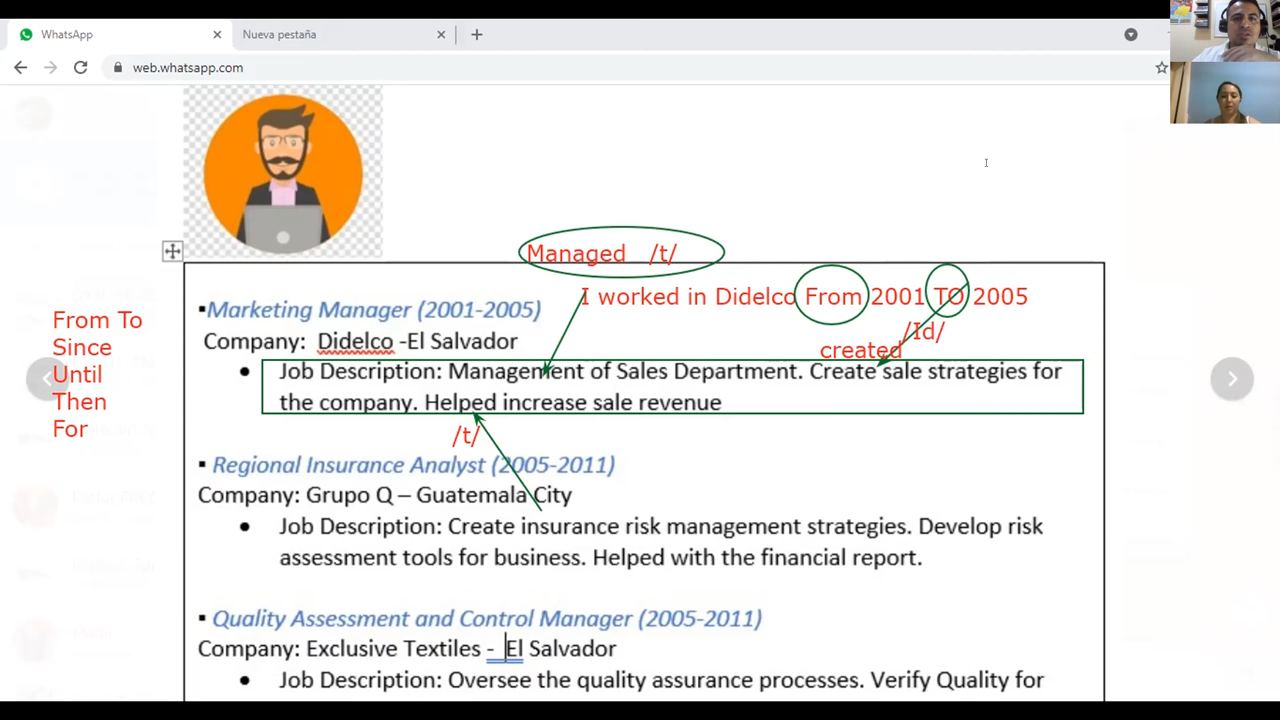 WhatsApp
Nueva pestaña
web.whatsapp.com
Managed /t/
I worked in Didelco From 2001 TO 2005
▪Marketing Manager (2001-2005)
From To
Since
Until
Then
For
/Id/
created
Company: Didelco -El Salvador
• Job Description: Management of Sales Department. Create sale strategies for
the company. Helped increase sale revenue
/t/
▪ Regional Insurance Analyst (2005-2011)
Company: Grupo Q – Guatemala City
• Job Description: Create insurance risk management strategies. Develop risk
assessment tools for business. Helped with the financial report.
▪ Quality Assessment and Control Manager (2005-2011)
Company: Exclusive Textiles - El Salvador
• Job Description: Oversee the quality assurance processes. Verify Quality for